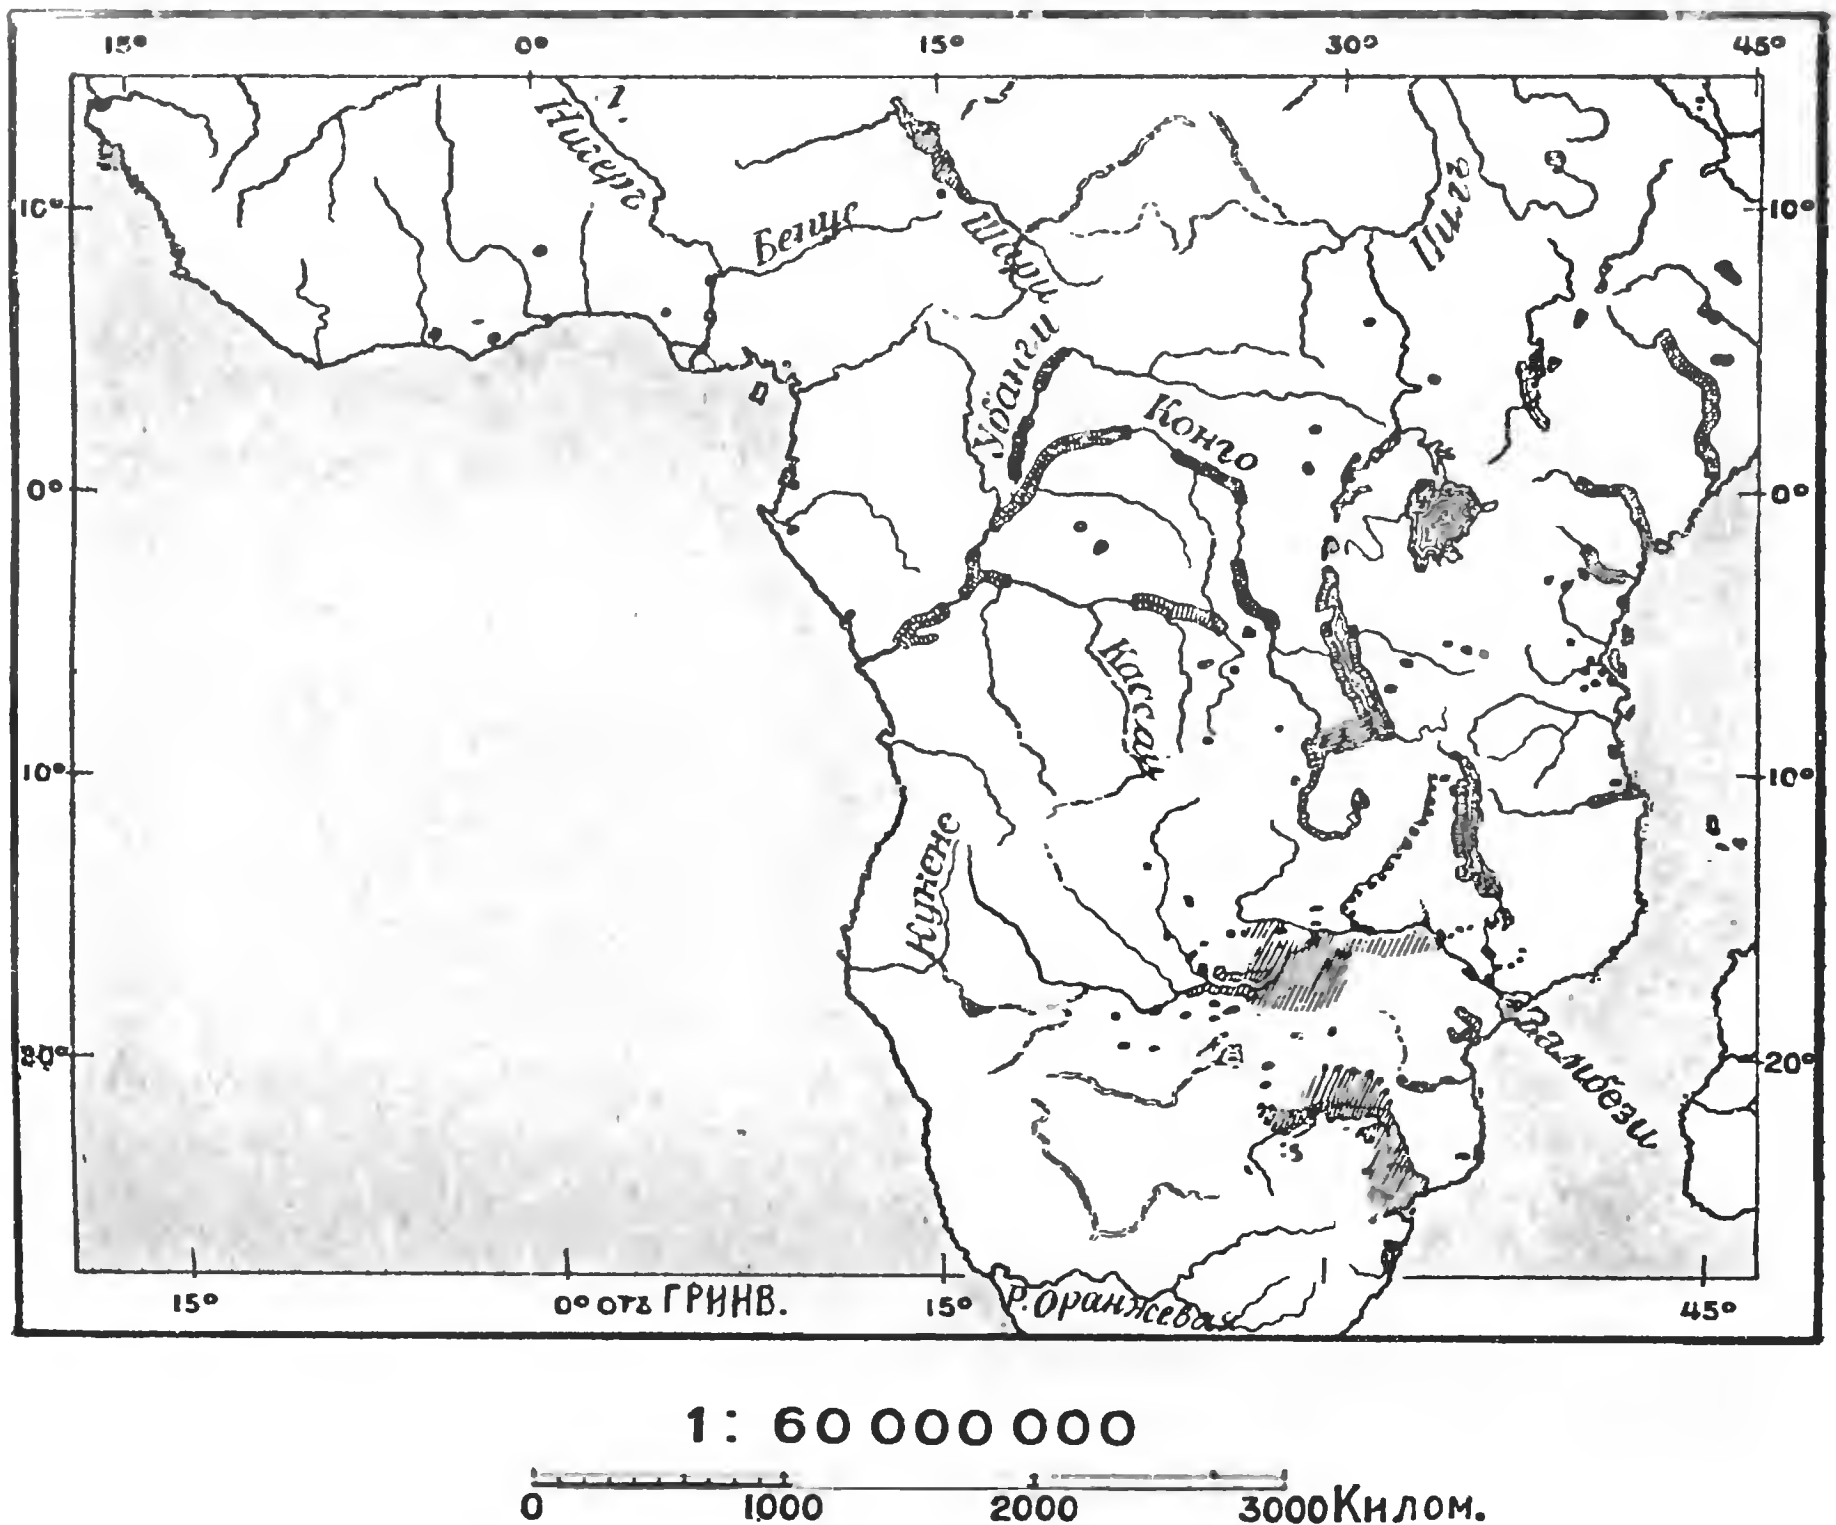 15° 0° 15° 30° 45°
Нигеръ
Бенуе
Шари
Нилъ
10° 10°
Убанги
Конго
0° 0°
Кассаи
10° 10°
Кунене
Замбези
20° 20°
15° 0° отъ ГРИНВ. 15° Р. Оранжевая 45°
1: 60 000 000
0 1000 2000 3000 Килом.